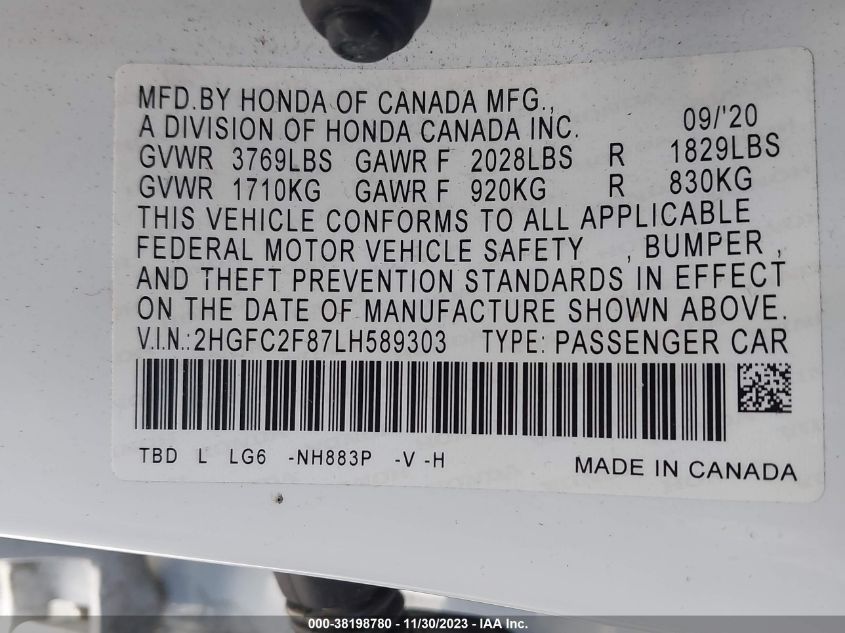 MFD.BY HONDA OF CANADA MFG.,
A DIVISION OF HONDA CANADA INC. 09/'20
GVWR 3769LBS GAWR F 2028LBS R 1829LBS
GVWR 1710KG GAWR F 920KG R 830KG
THIS VEHICLE CONFORMS TO ALL APPLICABLE
FEDERAL MOTOR VEHICLE SAFETY , BUMPER ,
AND THEFT PREVENTION STANDARDS IN EFFECT
ON THE DATE OF MANUFACTURE SHOWN ABOVE.
V.I.N.:2HGFC2F87LH589303 TYPE: PASSENGER CAR
TBD L LG6 -NH883P -V -H
MADE IN CANADA
000-38198780 - 11/30/2023 - IAA Inc.